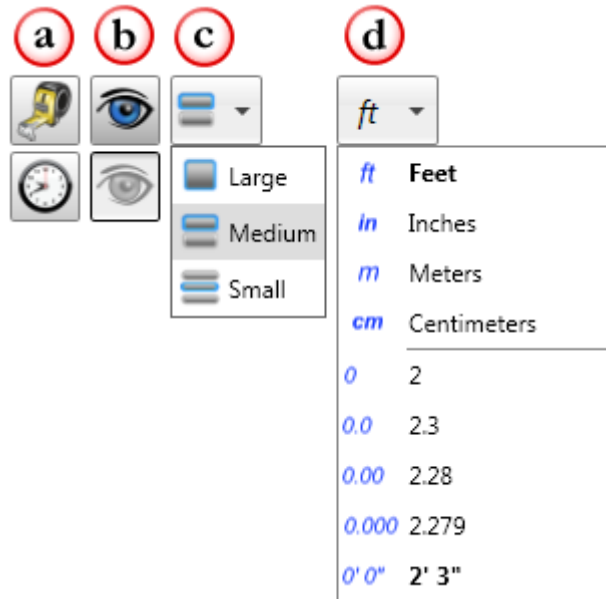 a b c d
ft
Large
Medium
Small
ft Feet
in Inches
m Meters
cm Centimeters
0 2
0.0 2.3
0.00 2.28
0.000 2.279
0' 0" 2' 3"